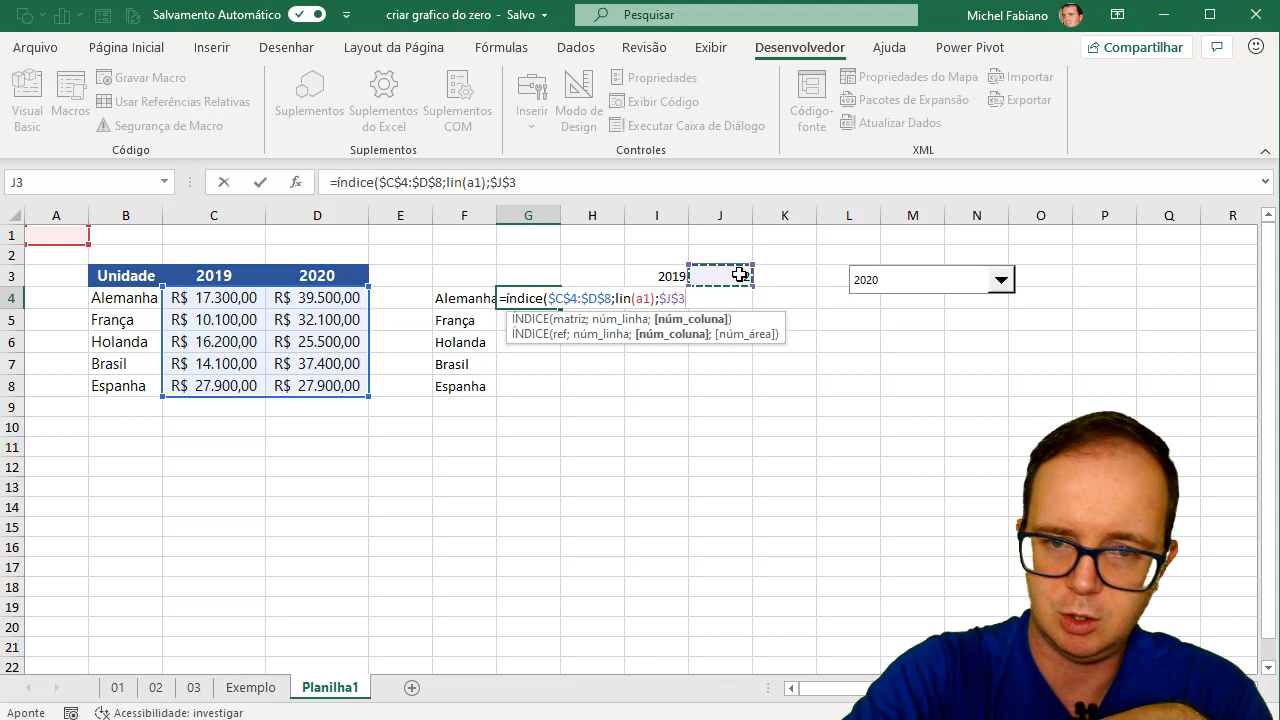 Salvamento Automático criar grafico do zero - Salvo Pesquisar Michel Fabiano
Arquivo Página Inicial Inserir Desenhar Layout da Página Fórmulas Dados Revisão Exibir Desenvolvedor Ajuda Power Pivot Compartilhar
Visual Basic
Macros
Gravar Macro
Usar Referências Relativas
Segurança de Macro
Código
Suplementos
Suplementos do Excel
Suplementos COM
Suplementos
Inserir
Modo de Design
Propriedades
Exibir Código
Executar Caixa de Diálogo
Controles
Código-fonte
Propriedades do Mapa
Pacotes de Expansão
Atualizar Dados
Importar
Exportar
XML
J3 fx =índice($C$4:$D$8;lin(a1);$J$3
A B C D E F G H I J K L M N O P Q R
1
2
3 Unidade 2019 2020 2019 2 2020
4 Alemanha R$ 17.300,00 R$ 39.500,00 Alemanha =índice($C$4:$D$8;lin(a1);$J$3
ÍNDICE(matriz; núm_linha; [núm_coluna])
ÍNDICE(ref; núm_linha; [núm_coluna]; [núm_área])
5 França R$ 10.100,00 R$ 32.100,00 França
6 Holanda R$ 16.200,00 R$ 25.500,00 Holanda
7 Brasil R$ 14.100,00 R$ 37.400,00 Brasil
8 Espanha R$ 27.900,00 R$ 27.900,00 Espanha
9
10
11
12
13
14
15
16
17
18
19
20
21
22
01 02 03 Exemplo Planilha1
Aponte Acessibilidade: investigar